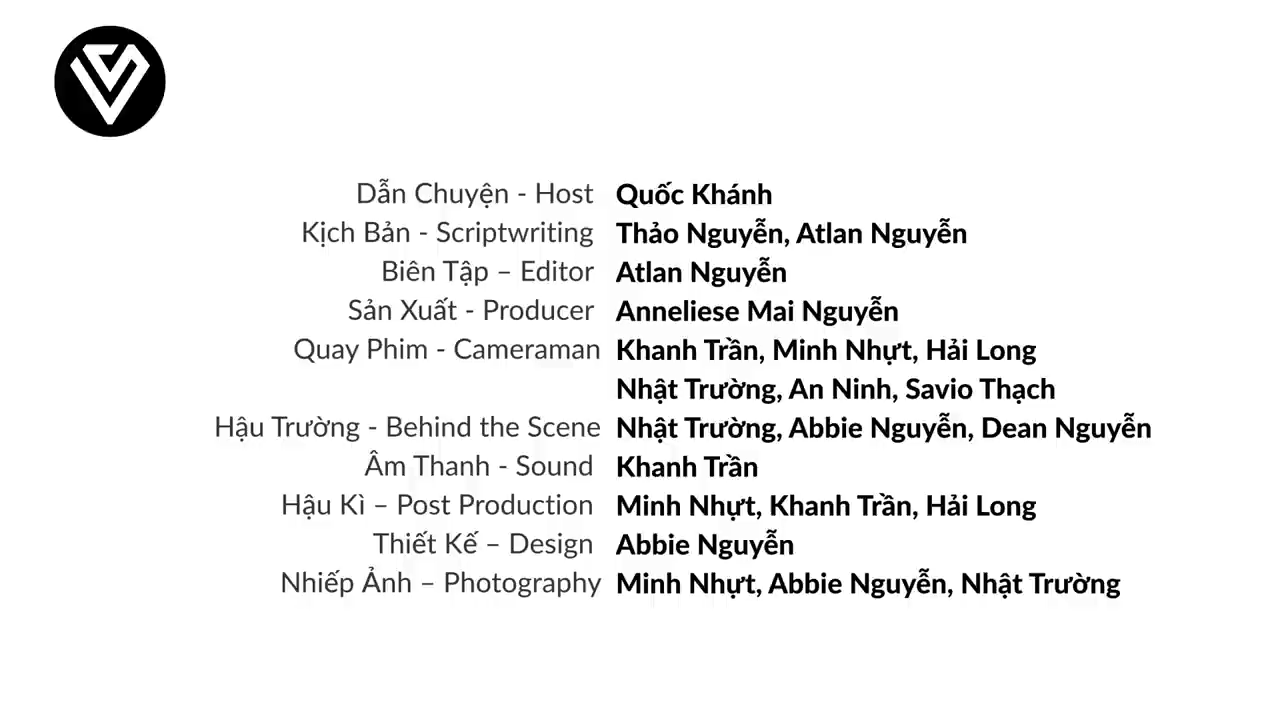 Dẫn Chuyện - Host Quốc Khánh
Kịch Bản - Scriptwriting Thảo Nguyễn, Atlan Nguyễn
Biên Tập – Editor Atlan Nguyễn
Sản Xuất - Producer Anneliese Mai Nguyễn
Quay Phim - Cameraman Khanh Trần, Minh Nhựt, Hải Long
Nhật Trường, An Ninh, Savio Thạch
Hậu Trường - Behind the Scene Nhật Trường, Abbie Nguyễn, Dean Nguyễn
Âm Thanh - Sound Khanh Trần
Hậu Kì – Post Production Minh Nhựt, Khanh Trần, Hải Long
Thiết Kế – Design Abbie Nguyễn
Nhiếp Ảnh – Photography Minh Nhựt, Abbie Nguyễn, Nhật Trường